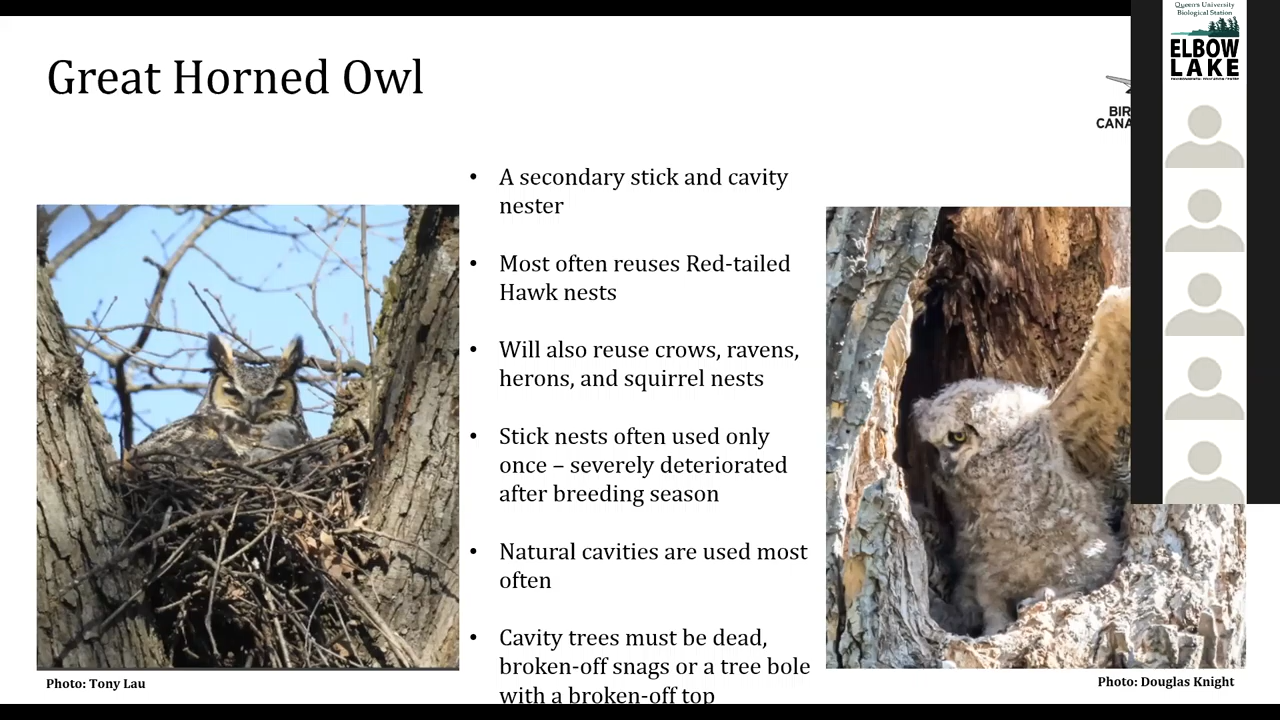 Queen's University
Biological Station
ELBOW
LAKE
Great Horned Owl
• A secondary stick and cavity
nester
• Most often reuses Red-tailed
Hawk nests
• Will also reuse crows, ravens,
herons, and squirrel nests
• Stick nests often used only
once – severely deteriorated
after breeding season
• Natural cavities are used most
often
• Cavity trees must be dead,
broken-off snags or a tree bole
with a broken-off top
Photo: Tony Lau
Photo: Douglas Knight